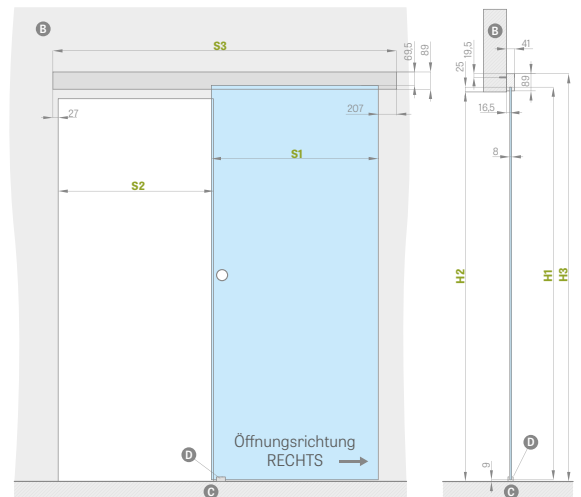 B
S3
69,5
89
27
207
S1
S2
Öffnungsrichtung
RECHTS
D
C
B
41
19,5
25
89
16,5
8
H2
H1
H3
D
9
C